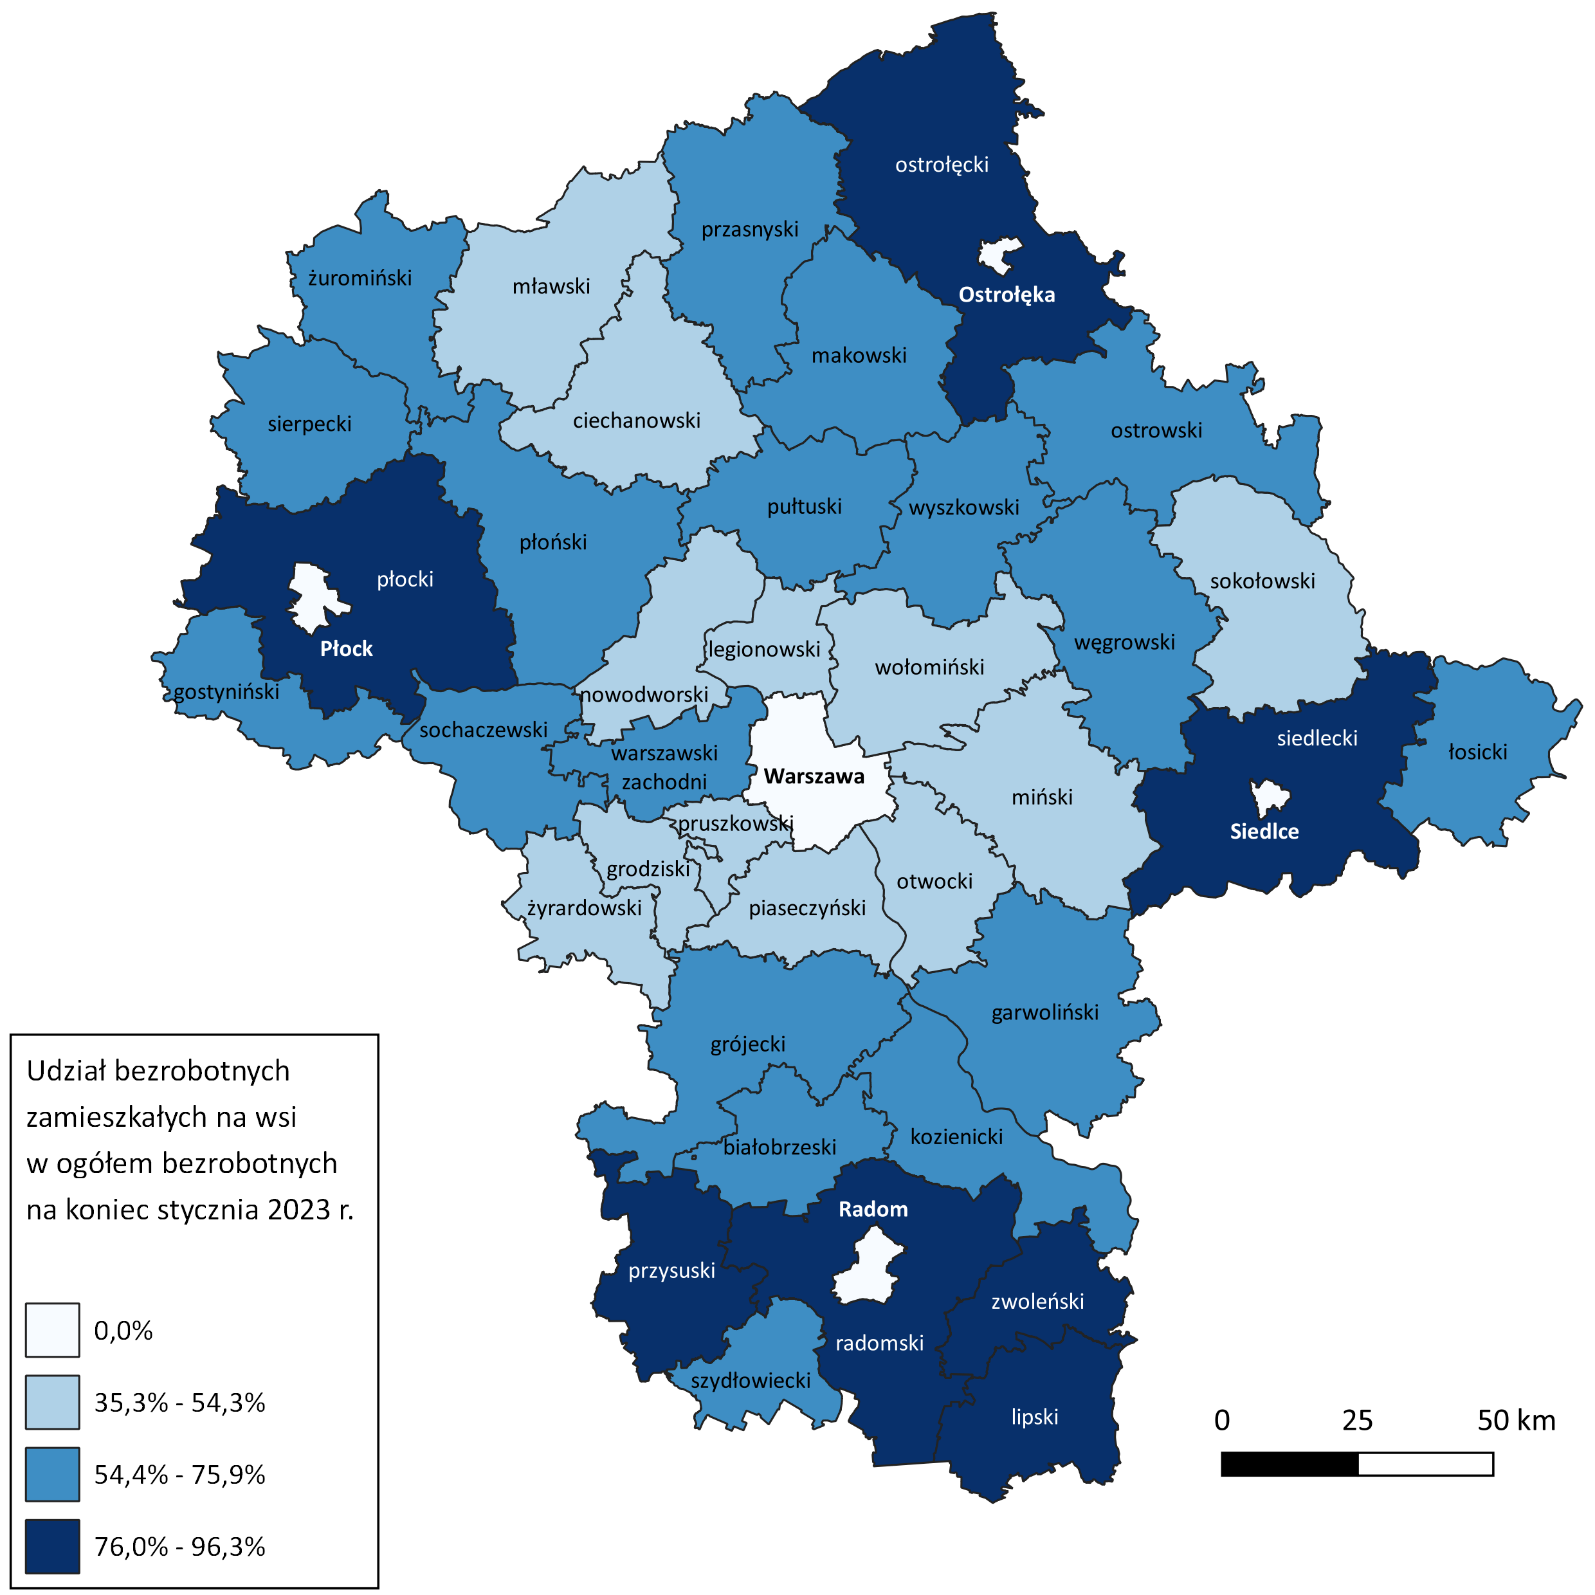 ostrołęcki
przasnyski
Ostrołęka
żuromiński
mławski
makowski
sierpecki
ciechanowski
ostrowski
pułtuski
wyszkowski
płoński
płocki
sokołowski
Płock
legionowski
wołomiński
węgrowski
gostyniński
nowodworski
sochaczewski
warszawski
zachodni
siedlecki
łosicki
Warszawa
miński
pruszkowski
Siedlce
grodziski
otwocki
żyrardowski
piaseczyński
garwoliński
grójecki
kozienicki
białobrzeski
Radom
przysuski
zwoleński
radomski
szydłowiecki
lipski
Udział bezrobotnych
zamieszkałych na wsi
w ogółem bezrobotnych
na koniec stycznia 2023 r.
0,0%
35,3% - 54,3%
54,4% - 75,9%
76,0% - 96,3%
0 25 50 km